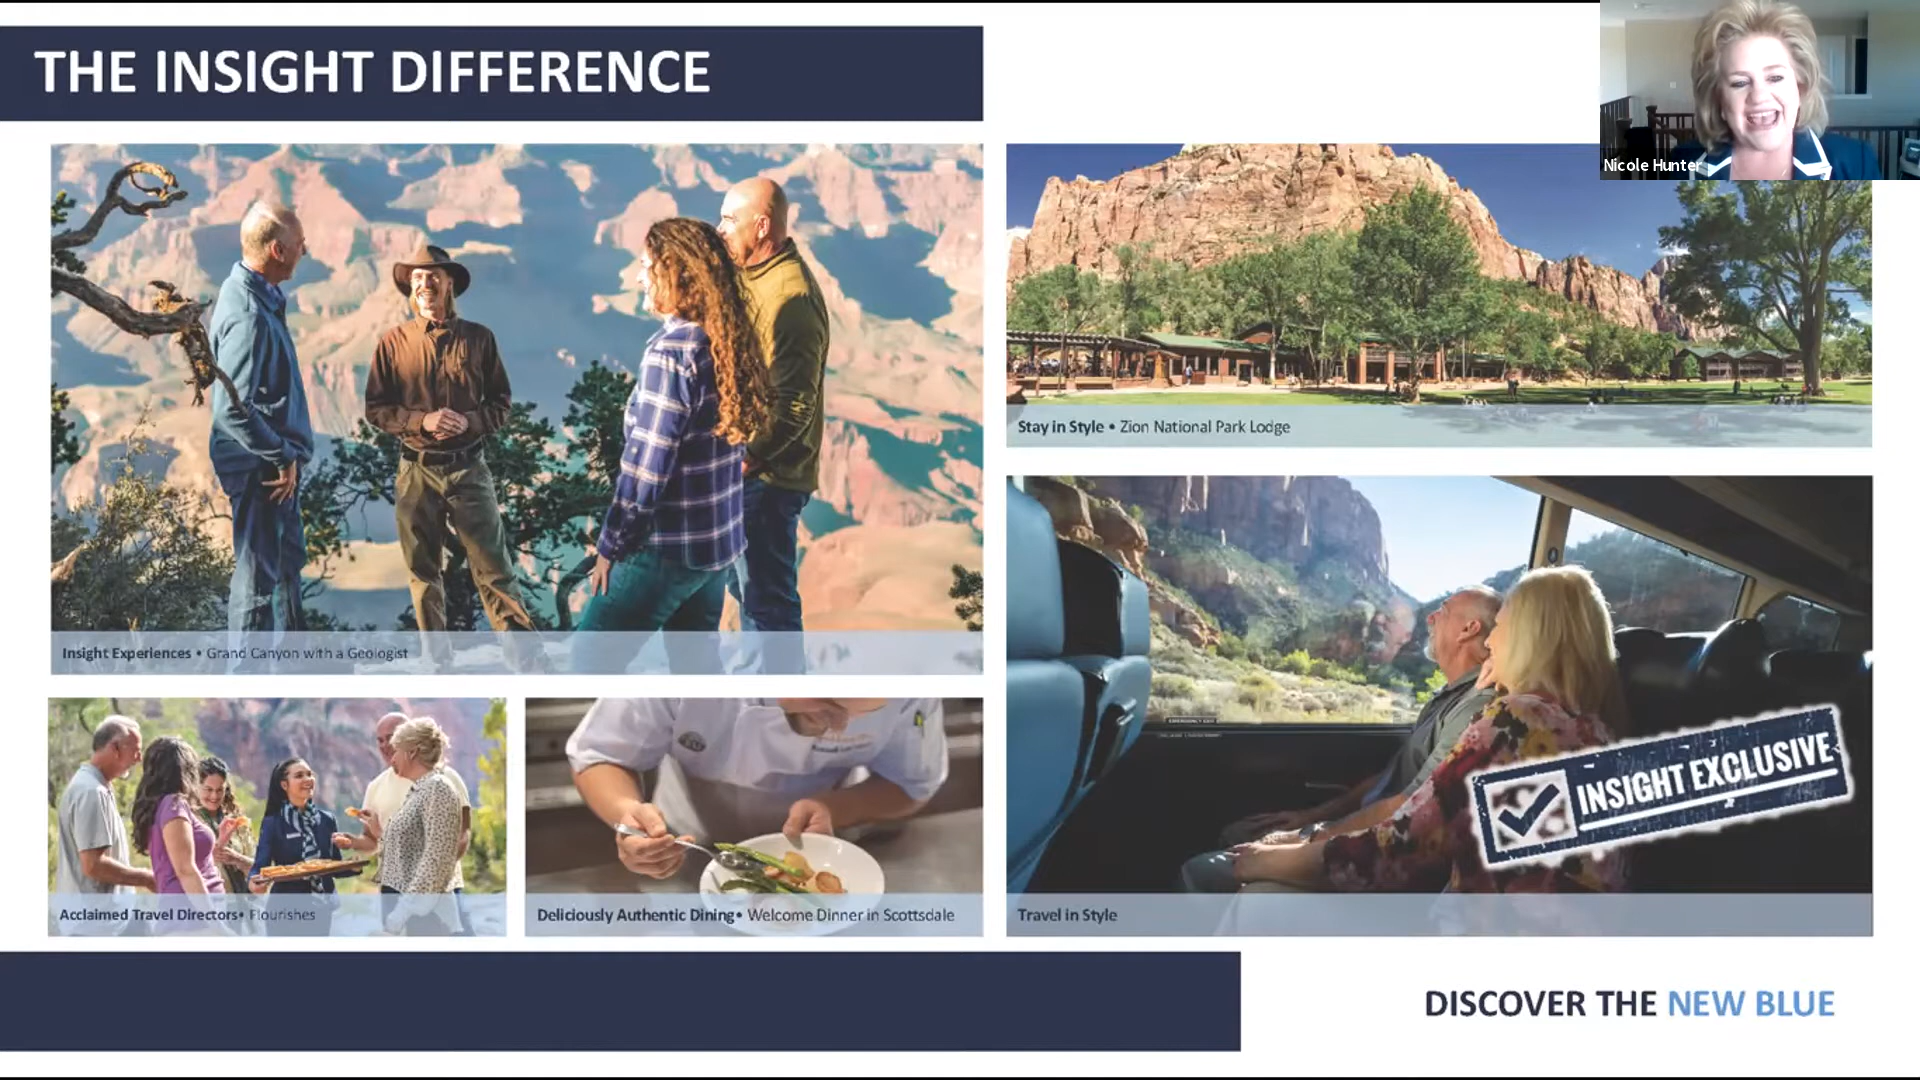 THE INSIGHT DIFFERENCE
Nicole Hunter
Stay in Style • Zion National Park Lodge
Insight Experiences • Grand Canyon with a Geologist
EMERGENCY EXIT
INSIGHT EXCLUSIVE
Acclaimed Travel Directors• Flourishes
Deliciously Authentic Dining• Welcome Dinner in Scottsdale
Travel in Style
DISCOVER THE NEW BLUE